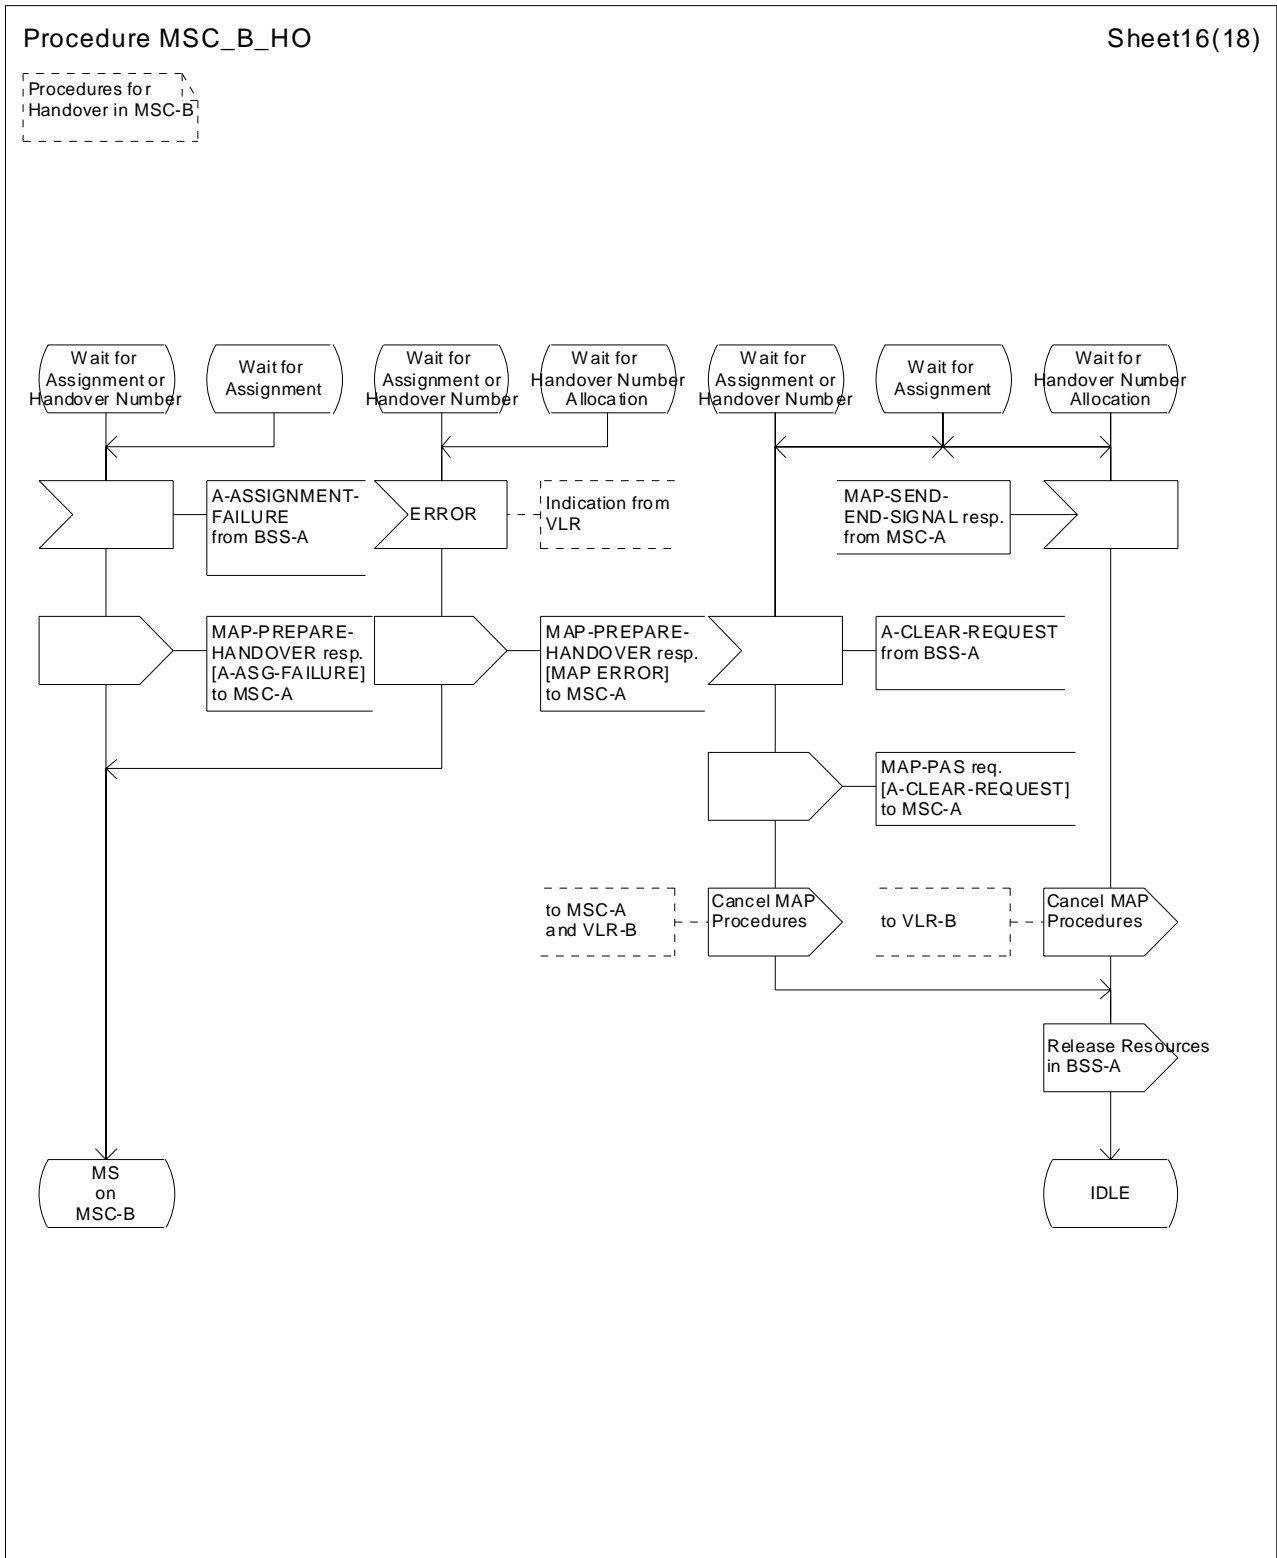 Procedure MSC_B_HO
Sheet16(18)
Procedures for
Handover in MSC-B
Wait for
Assignment or
Handover Number
Wait for
Assignment
Wait for
Assignment or
Handover Number
Wait for
Handover Number
Allocation
Wait for
Assignment or
Handover Number
Wait for
Assignment
Wait for
Handover Number
Allocation
A-ASSIGNMENT-
FAILURE
from BSS-A
ERROR
Indication from
VLR
MAP-SEND-
END-SIGNAL resp.
from MSC-A
MAP-PREPARE-
HANDOVER resp.
[A-ASG-FAILURE]
to MSC-A
MAP-PREPARE-
HANDOVER resp.
[MAP ERROR]
to MSC-A
A-CLEAR-REQUEST
from BSS-A
MAP-PAS req.
[A-CLEAR-REQUEST]
to MSC-A
to MSC-A
and VLR-B
Cancel MAP
Procedures
to VLR-B
Cancel MAP
Procedures
Release Resources
in BSS-A
MS
on
MSC-B
IDLE